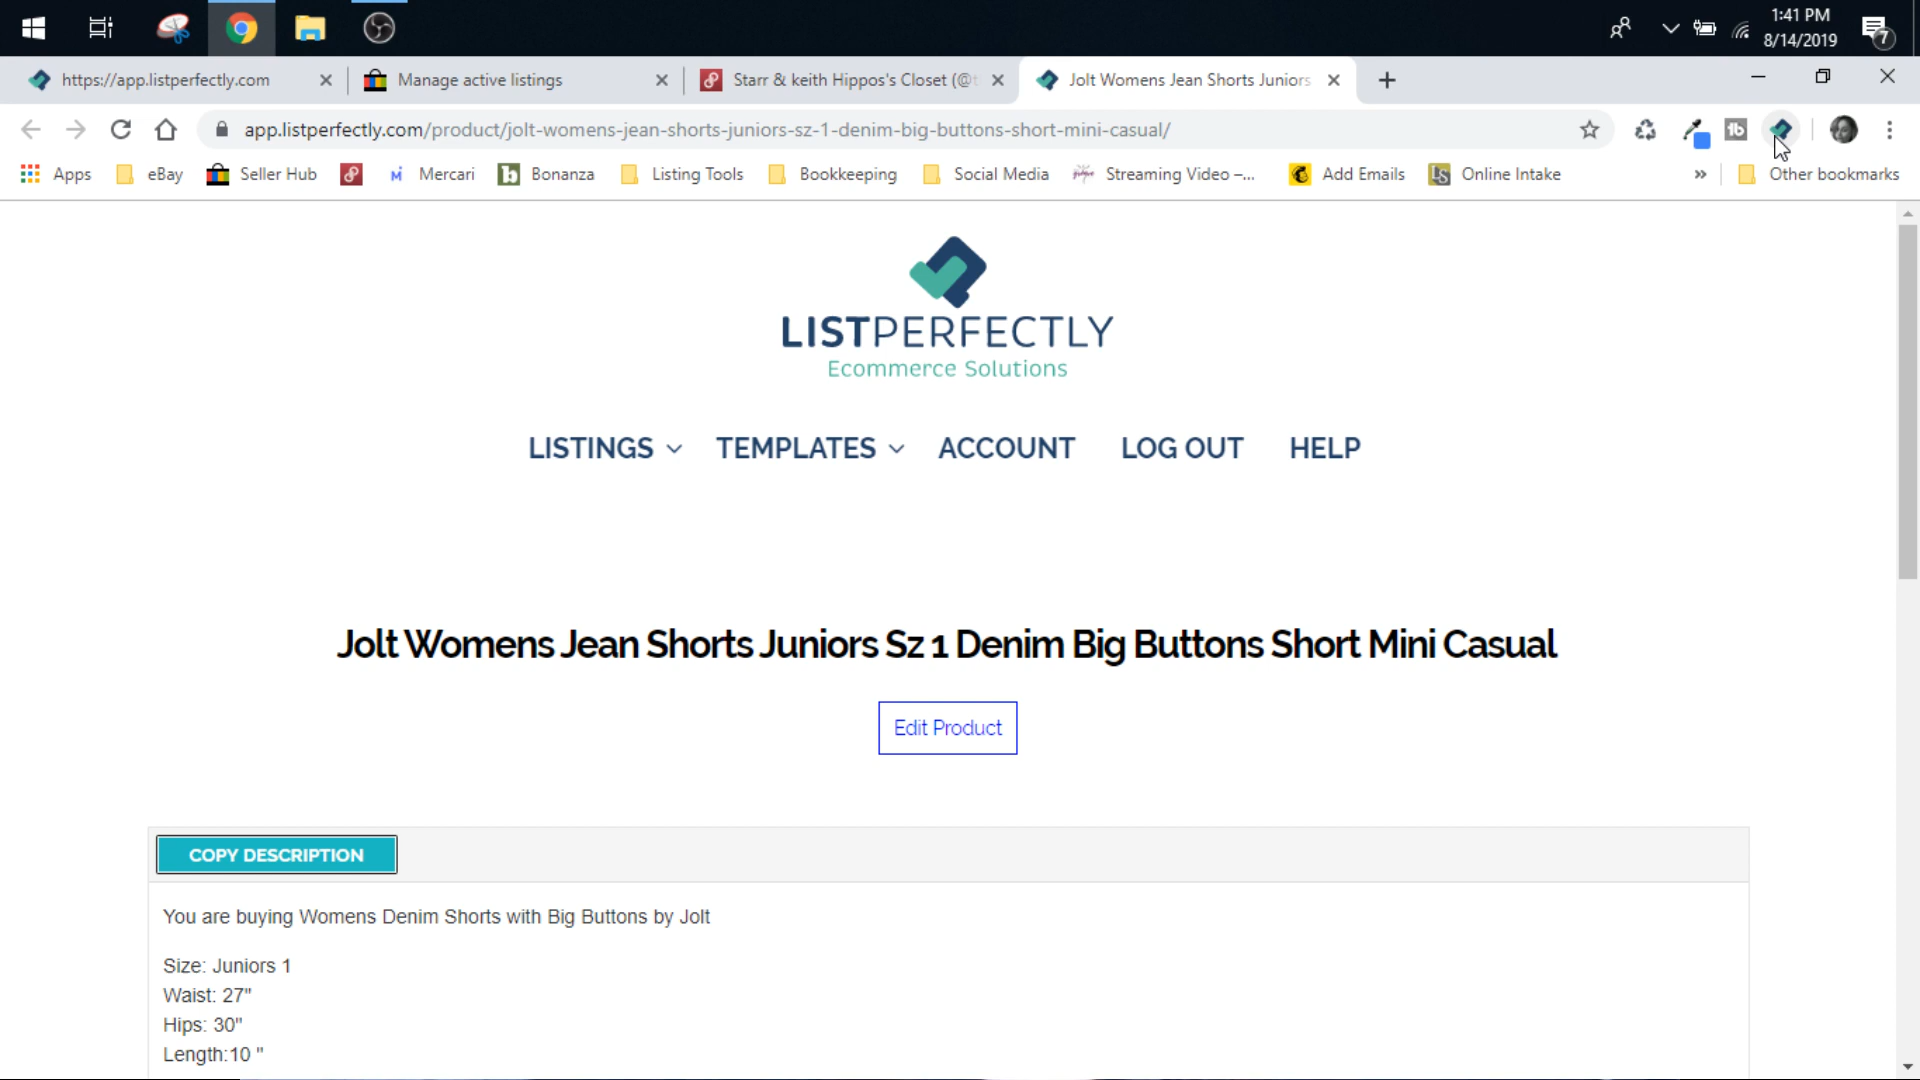 1:41 PM
8/14/2019
7
https://app.listperfectly.com
Manage active listings
Starr & keith Hippos's Closet (@t
Jolt Womens Jean Shorts Juniors
app.listperfectly.com/product/jolt-womens-jean-shorts-juniors-sz-1-denim-big-buttons-short-mini-casual/
Apps eBay Seller Hub Mercari Bonanza Listing Tools Bookkeeping Social Media Streaming Video –... Add Emails Online Intake » Other bookmarks
LISTPERFECTLY
Ecommerce Solutions
LISTINGS TEMPLATES ACCOUNT LOG OUT HELP
Jolt Womens Jean Shorts Juniors Sz 1 Denim Big Buttons Short Mini Casual
Edit Product
COPY DESCRIPTION
You are buying Womens Denim Shorts with Big Buttons by Jolt
Size: Juniors 1
Waist: 27"
Hips: 30"
Length:10 "